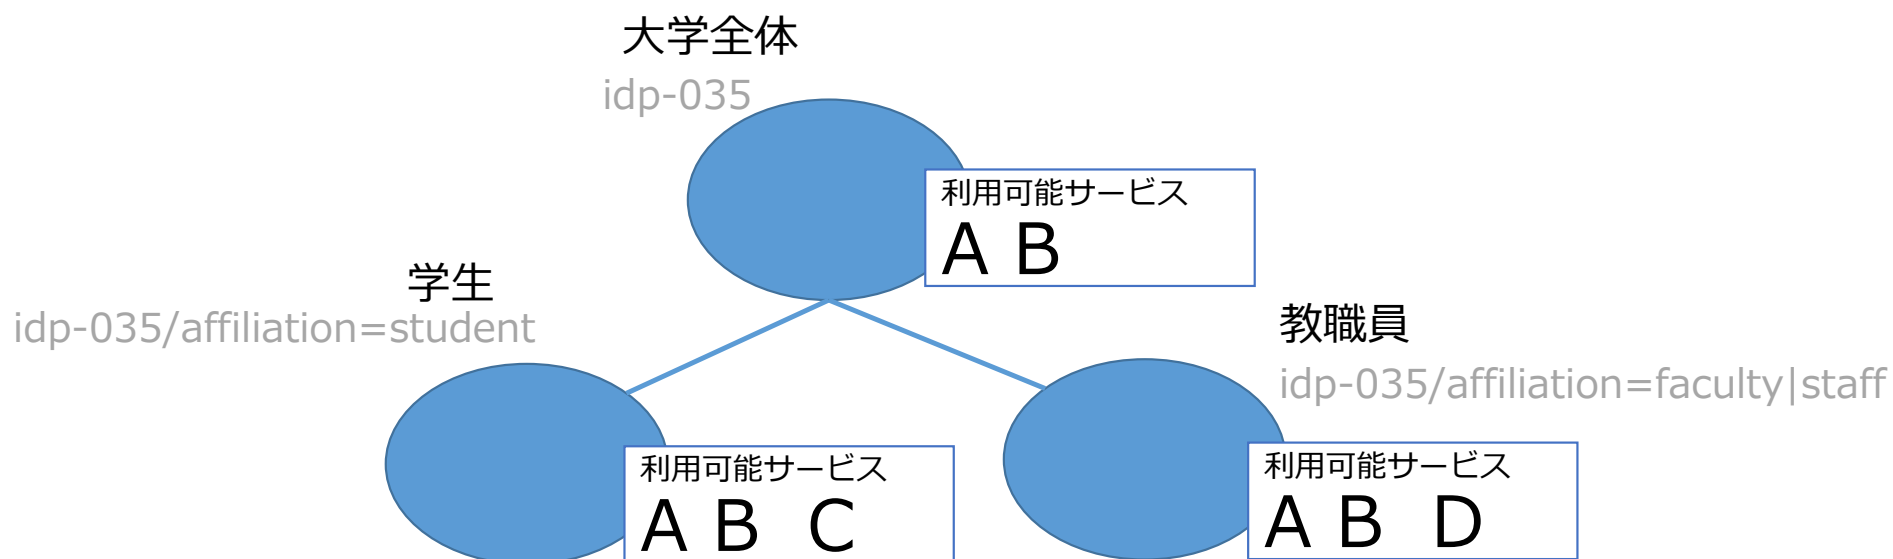 大学全体
idp-035
利用可能サービス
A B
学生
idp-035/affiliation=student
利用可能サービス
A B C
教職員
idp-035/affiliation=faculty|staff
利用可能サービス
A B D